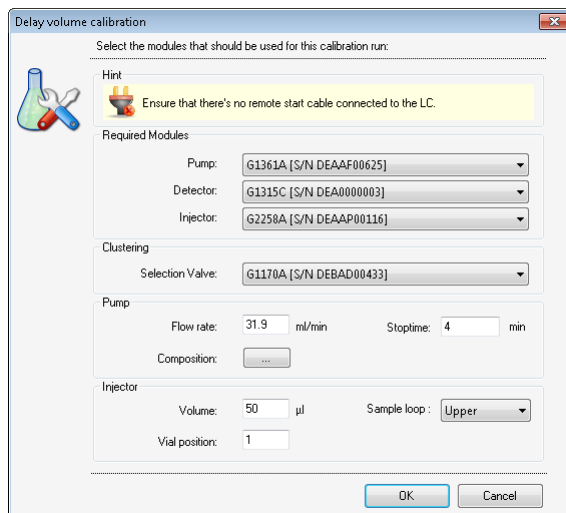 Delay volume calibration
Select the modules that should be used for this calibration run:
Hint
Ensure that there's no remote start cable connected to the LC.
Required Modules
Pump: G1361A [S/N DEAAF00625]
Detector: G1315C [S/N DEA0000003]
Injector: G2258A [S/N DEAAP00116]
Clustering
Selection Valve: G1170A [S/N DEBAD00433]
Pump
Flow rate: 31.9 ml/min Stoptime: 4 min
Composition: ...
Injector
Volume: 50 µl Sample loop : Upper
Vial position: 1
OK Cancel